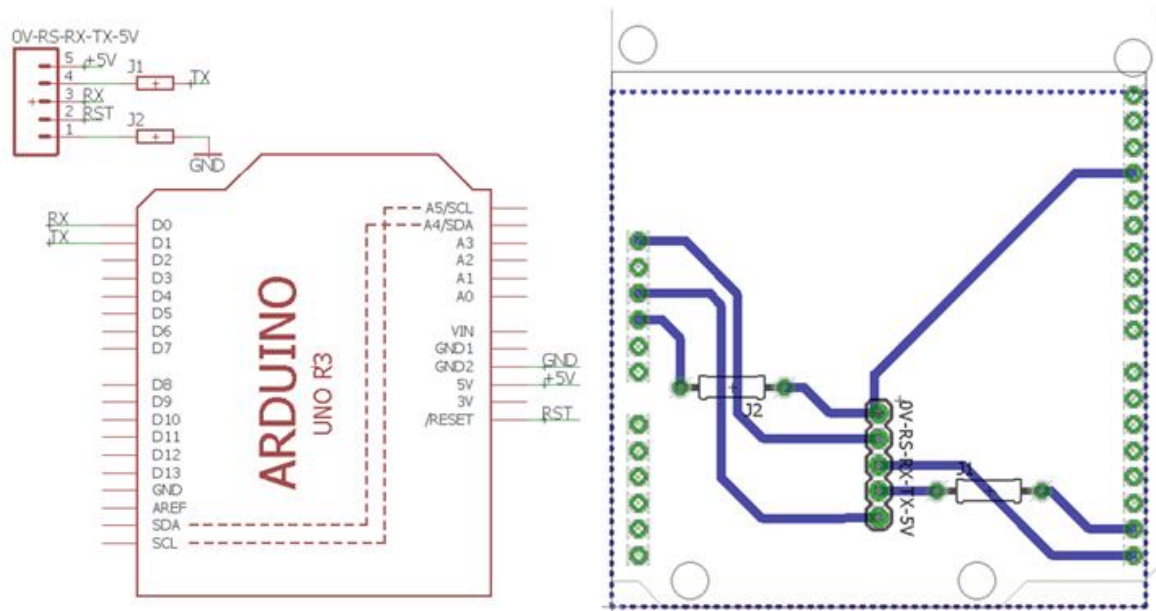 0V-RS-RX-TX-5V
5 +5V
4 J1 TX
3 RX
2 RST
1 J2
GND
RX D0
TX D1
D2
D3
D4
D5
D6
D7
D8
D9
D10
D11
D12
D13
GND
AREF
SDA
SCL
ARDUINO
UNO R3
A5/SCL
A4/SDA
A3
A2
A1
A0
VIN
GND1
GND2 GND
5V +5V
3V
/RESET RST
J2
0V-RS-RX-TX-5V
J1